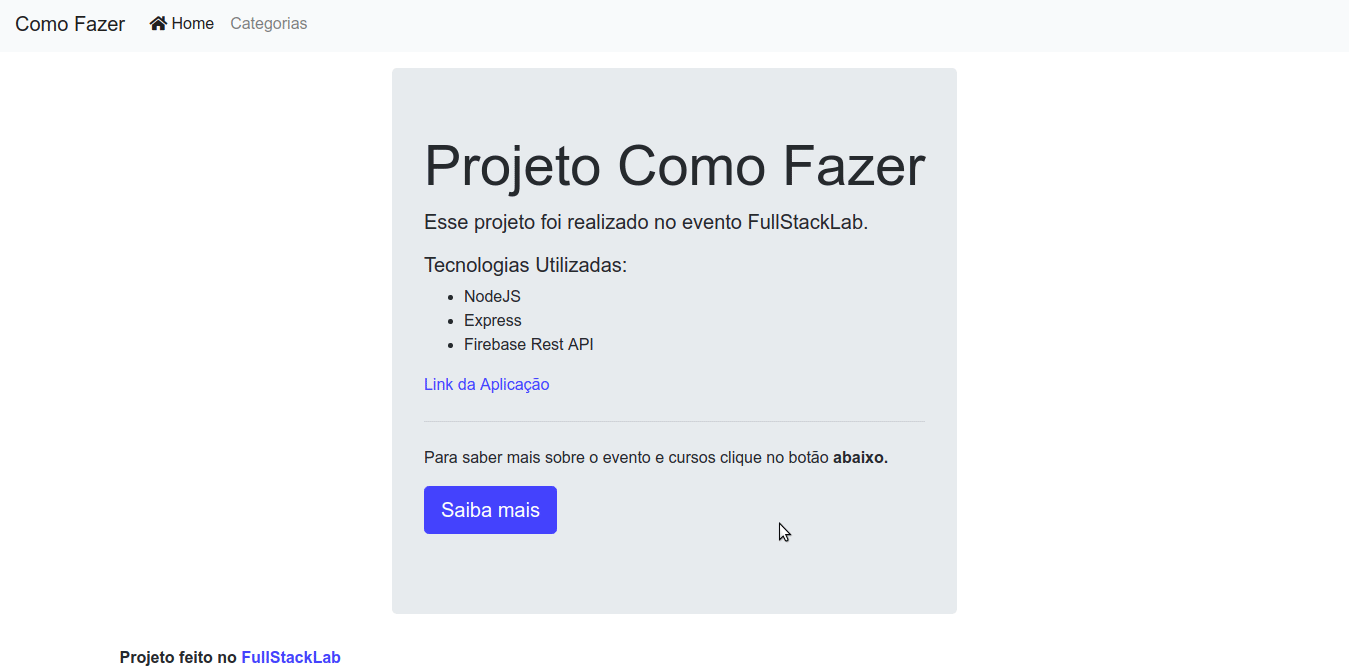 Como Fazer Home Categorias
Projeto Como Fazer
Esse projeto foi realizado no evento FullStackLab.
Tecnologias Utilizadas:
NodeJS
Express
Firebase Rest API
Link da Aplicação
Para saber mais sobre o evento e cursos clique no botão abaixo.
Saiba mais
Projeto feito no FullStackLab